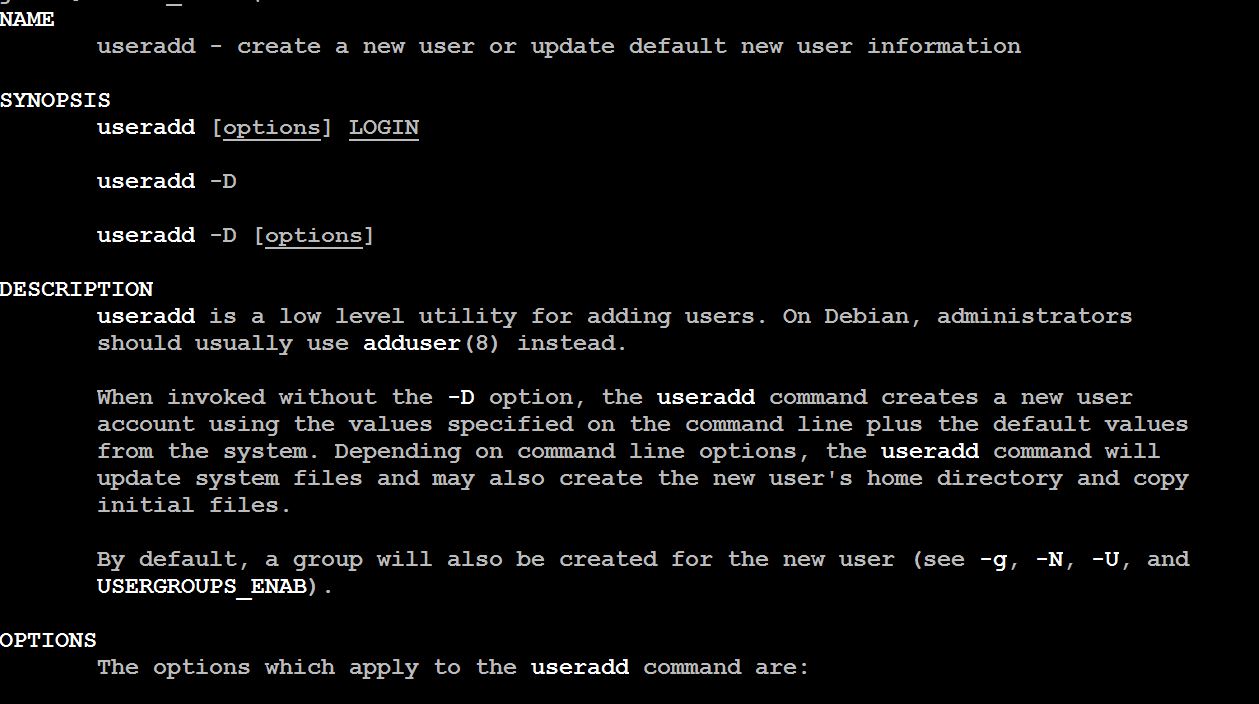 NAME
useradd - create a new user or update default new user information
SYNOPSIS
useradd [options] LOGIN
useradd -D
useradd -D [options]
DESCRIPTION
useradd is a low level utility for adding users. On Debian, administrators
should usually use adduser(8) instead.
When invoked without the -D option, the useradd command creates a new user
account using the values specified on the command line plus the default values
from the system. Depending on command line options, the useradd command will
update system files and may also create the new user's home directory and copy
initial files.
By default, a group will also be created for the new user (see -g, -N, -U, and
USERGROUPS_ENAB).
OPTIONS
The options which apply to the useradd command are: